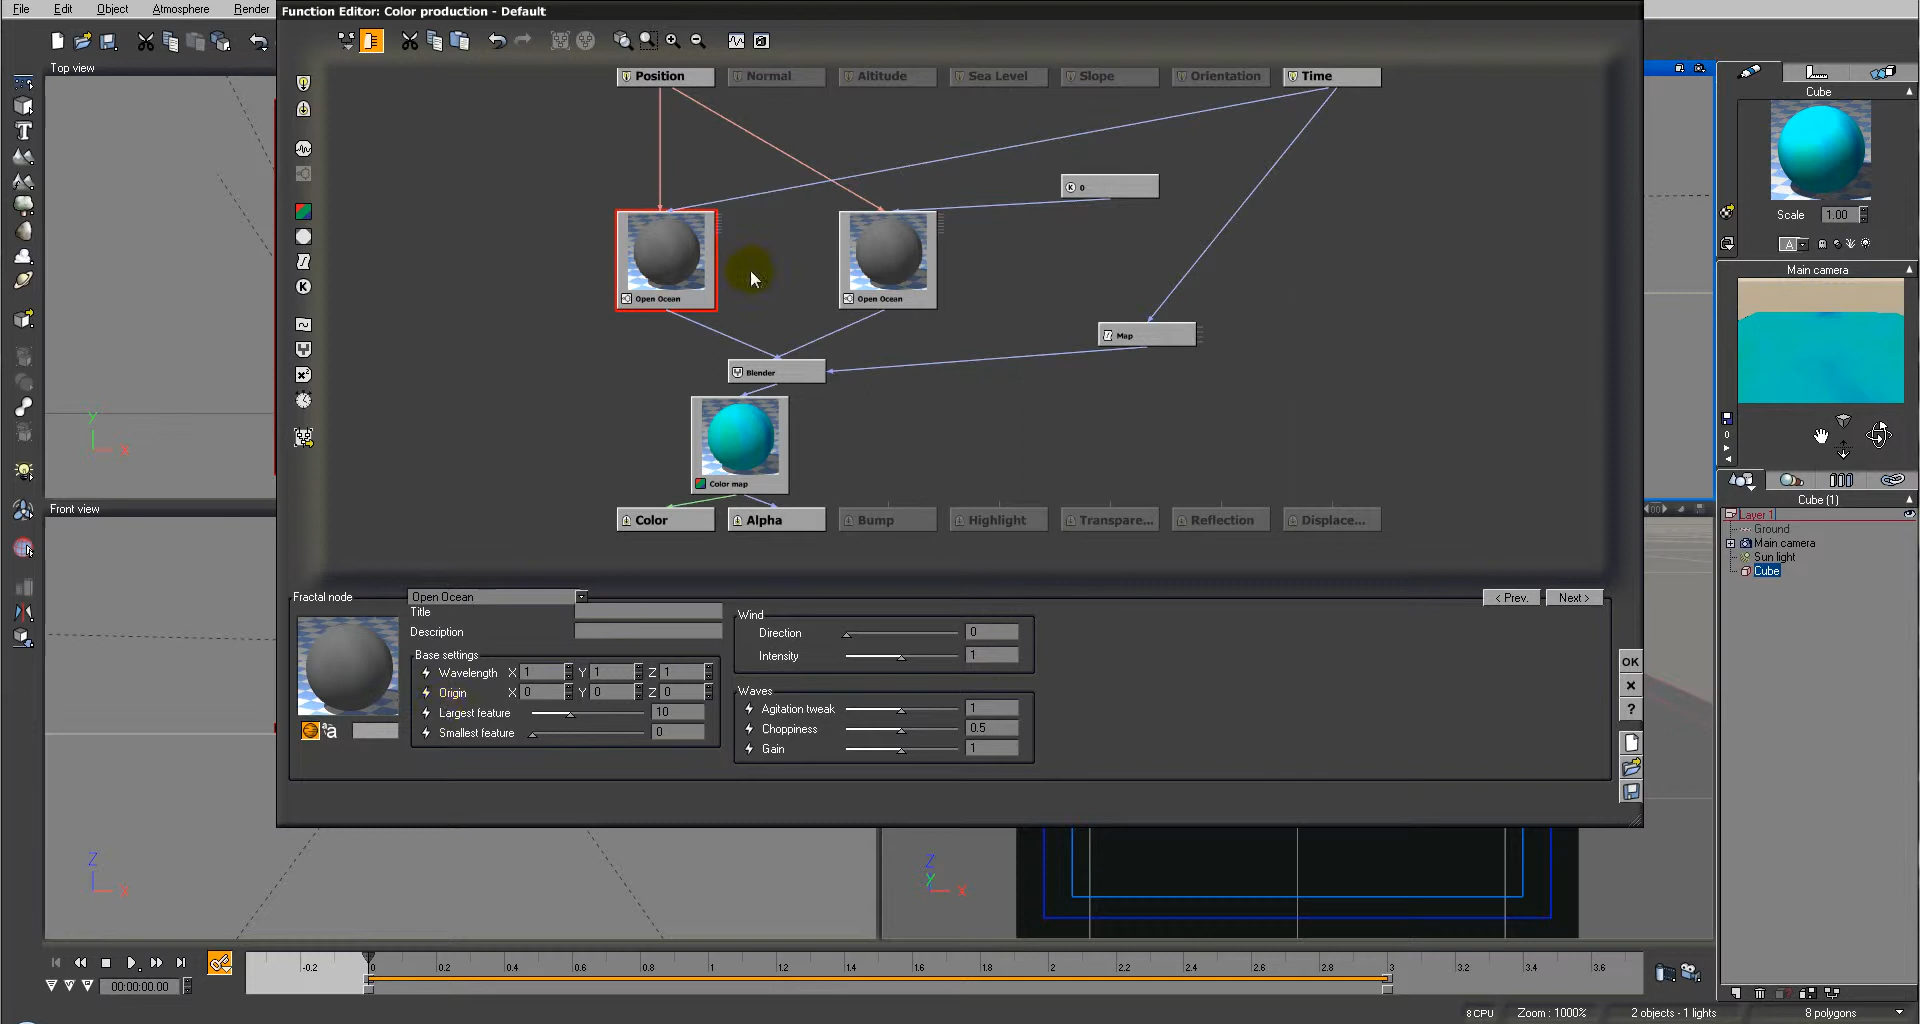 Function Editor: Color production - Default
File Edit Object Atmosphere Render
Top view
Position Normal Altitude Sea Level Slope Orientation Time
Cube
K 0
Scale 1.00
A
Main camera
Open Ocean Open Ocean
Map
Blender
Color map
Y
X
0
Color Alpha Bump Highlight Transpare... Reflection Displace...
Cube (1)
Front view
Layer 1
Ground
Main camera
Sun light
Cube
Fractal node Open Ocean < Prev. Next >
Title
Description
Wind
Direction 0
Intensity 1
Base settings
Wavelength X 1 Y 1 Z 1
Origin X 0 Y 0 Z 0
Largest feature 10
Smallest feature 0
Waves
Agitation tweak 1
Choppiness 0.5
Gain 1
OK
?
Z
X
Z
Y
X
-0.2 0 0.2 0.4 0.6 0.8 1 1.2 1.4 1.6 1.8 2 2.2 2.4 2.6 2.8 3 3.2 3.4 3.6
00:00:00.00
8 CPU Zoom : 1000% 2 objects - 1 lights 8 polygons